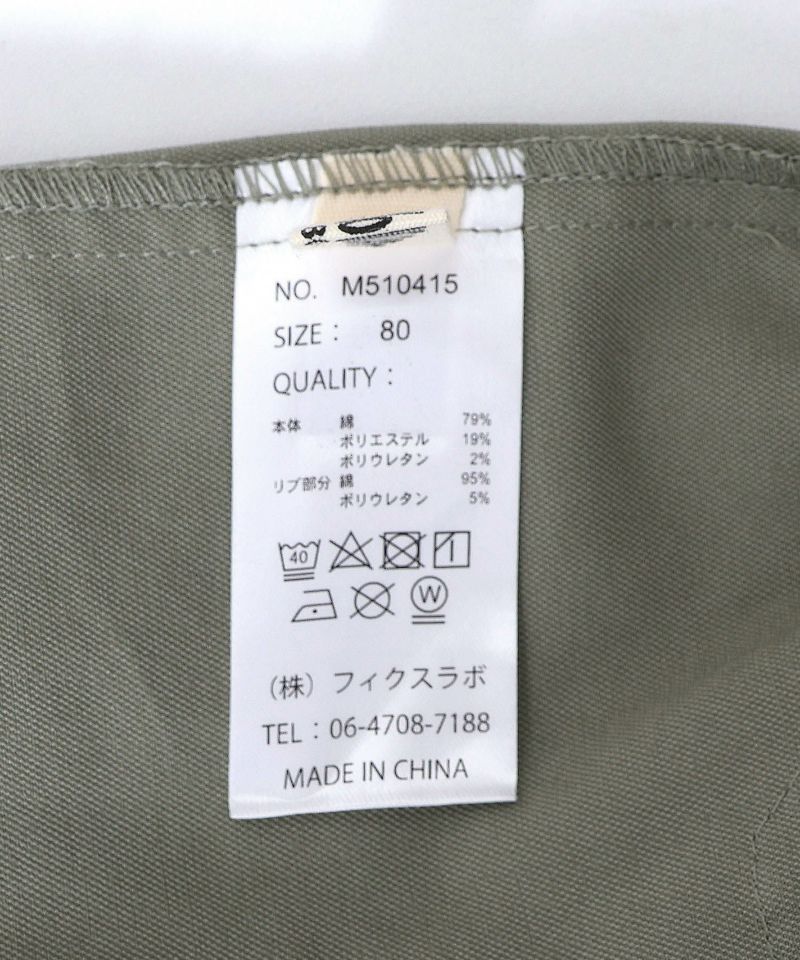 NO. M510415
SIZE： 80
QUALITY：
本体 綿 79%
ポリエステル 19%
ポリウレタン 2%
リブ部分 綿 95%
ポリウレタン 5%
40
W
（株）フィクスラボ
TEL：06-4708-7188
MADE IN CHINA